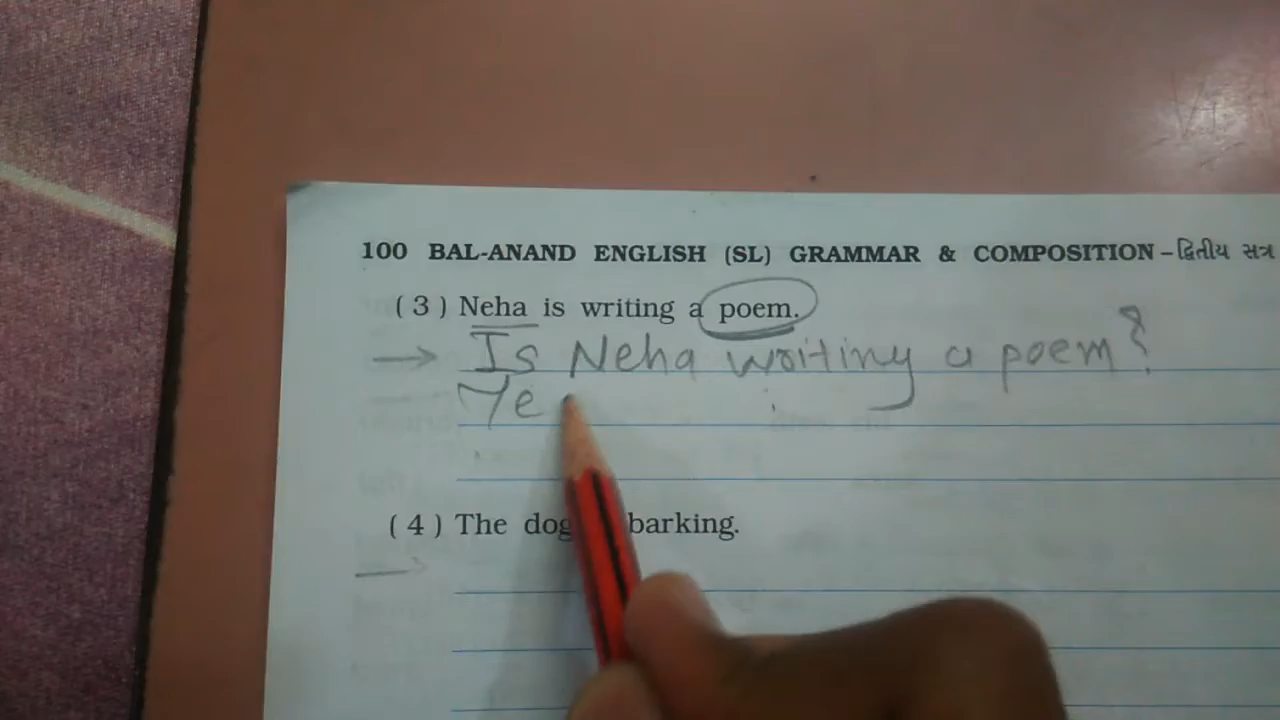 100 BAL-ANAND ENGLISH (SL) GRAMMAR & COMPOSITION – દ્વિતીય સત્ર
( 3 ) Neha is writing a poem.
→ Is Neha writing a poem?
Ye
( 4 ) The dog barking.
→